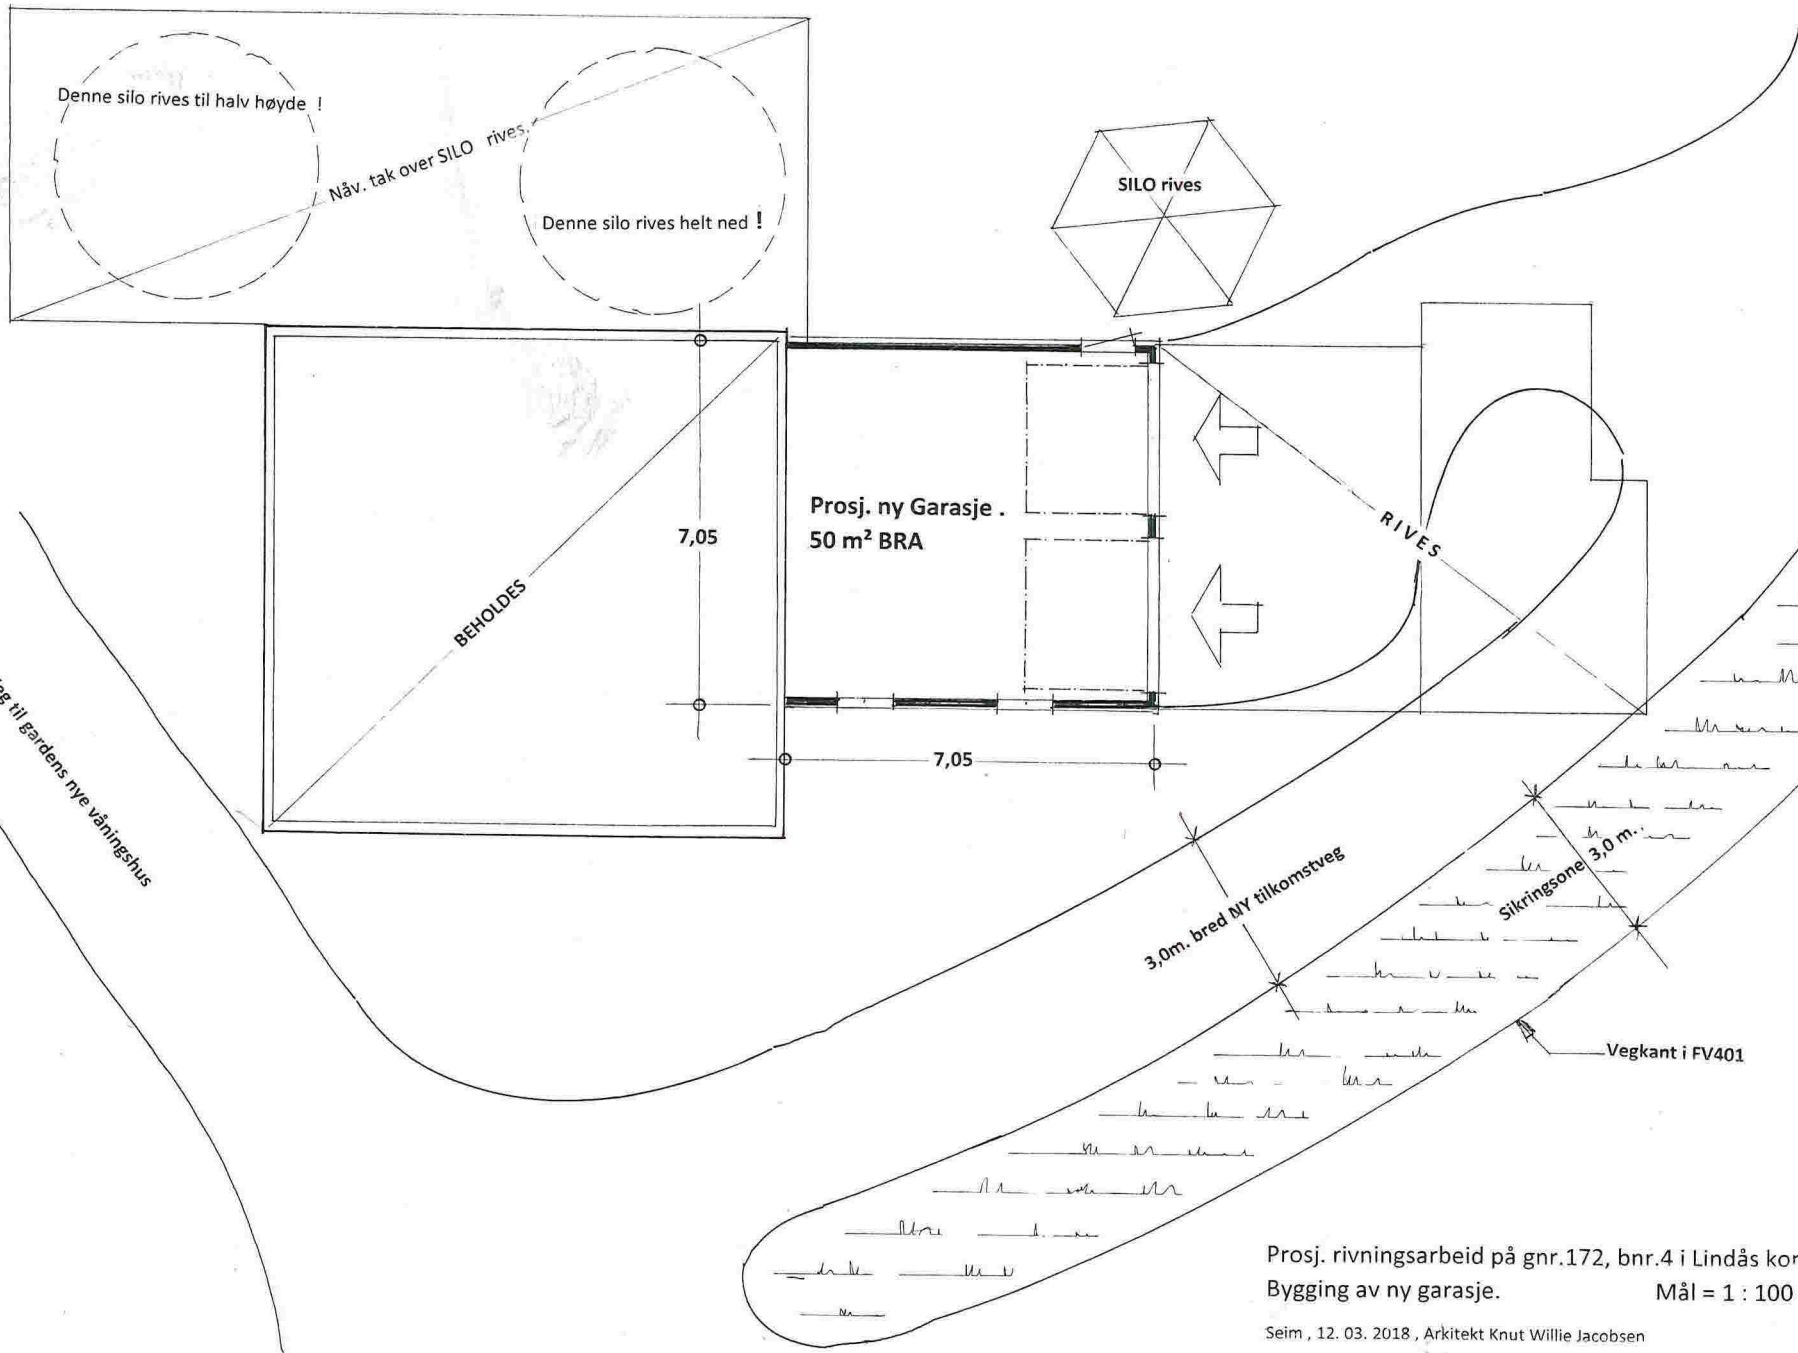 Denne silo rives til halv høyde !
Nåv. tak over SILO rives.
Denne silo rives helt ned !
SILO rives
Prosj. ny Garasje .
50 m² BRA
7,05
RIVES
BEHOLDES
7,05
til gardens nye våningshus
3,0m. bred NY tilkomstveg
Sikringsone 3,0 m..
Vegkant i FV401
Prosj. rivningsarbeid på gnr.172, bnr.4 i Lindås
Bygging av ny garasje. Mål = 1 : 100
Seim , 12. 03. 2018 , Arkitekt Knut Willie Jacobsen